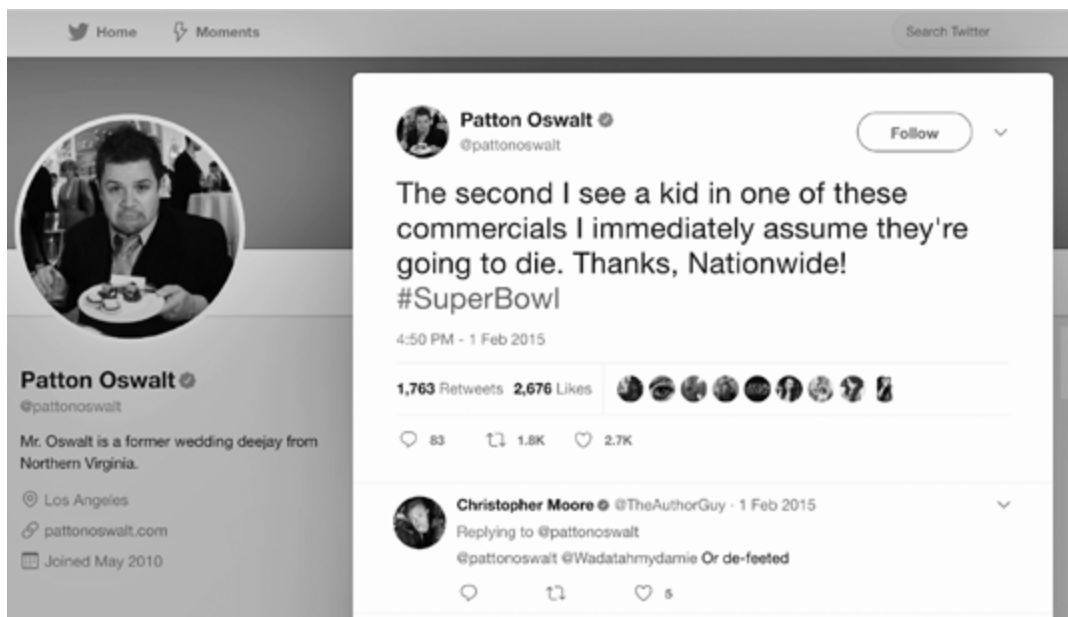 Home Moments Search Twitter
Patton Oswalt
@pattonoswalt
Follow
The second I see a kid in one of these
commercials I immediately assume they're
going to die. Thanks, Nationwide!
#SuperBowl
4:50 PM - 1 Feb 2015
1,763 Retweets 2,676 Likes
83 1.8K 2.7K
Patton Oswalt
@pattonoswalt
Mr. Oswalt is a former wedding deejay from
Northern Virginia.
Los Angeles
pattonoswalt.com
Joined May 2010
Christopher Moore @TheAuthorGuy · 1 Feb 2015
Replying to @pattonoswalt
@pattonoswalt @Wadatahmydamie Or de-feeted
5